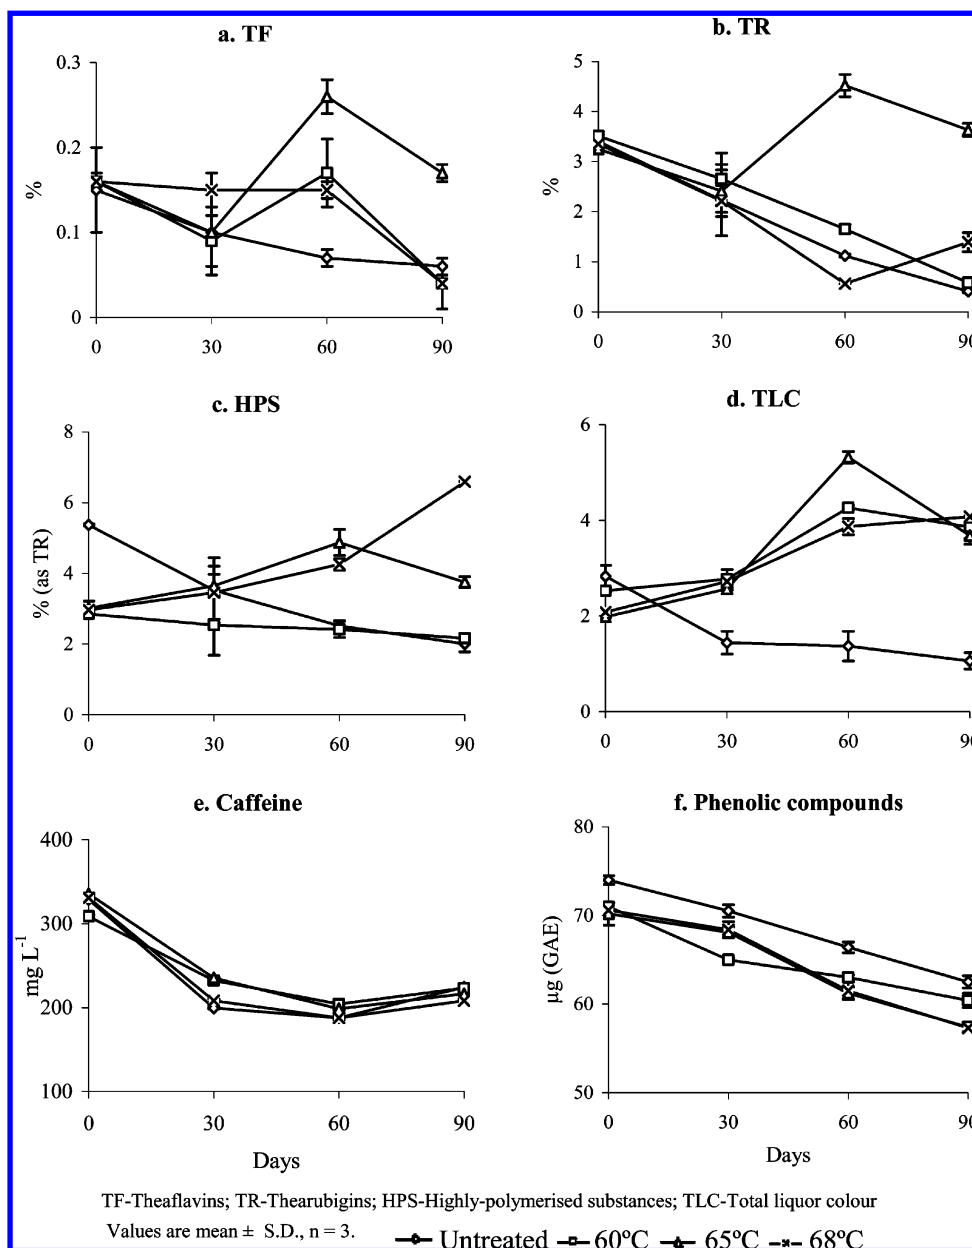 a. TF
%
0.3
0.2
0.1
0
0 30 60 90
b. TR
%
5
4
3
2
1
0
0 30 60 90
c. HPS
% (as TR)
8
6
4
2
0
0 30 60 90
d. TLC
6
4
2
0
0 30 60 90
e. Caffeine
mg L-1
400
300
200
100
0 30 60 90
Days
f. Phenolic compounds
µg (GAE)
80
70
60
50
0 30 60 90
Days
TF-Theaflavins; TR-Thearubigins; HPS-Highly-polymerised substances; TLC-Total liquor colour
Values are mean ± S.D., n = 3.
Untreated 60ºC 65ºC 68ºC